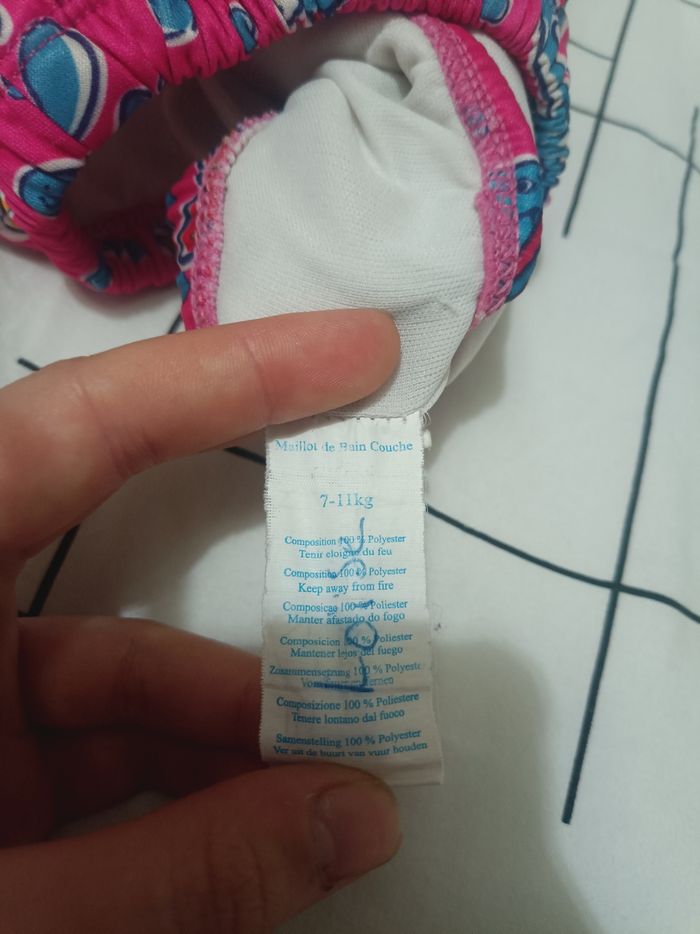 Maillot de Bain Couche
7-11kg
Composition 100 % Polyester
Tenir eloigne du feu
Composition 100 % Polyester
Keep away from fire
Composicao 100 % Poliester
Manter afastado do fogo
Composicion 100 % Poliester
Mantener lejos del fuego
Zusammensetzung 100 % Polyeste
Composizione 100 % Poliestere
Tenere lontano dal fuoco
Samenstelling 100 % Polyester
Ver uit de buurt van vuur houden